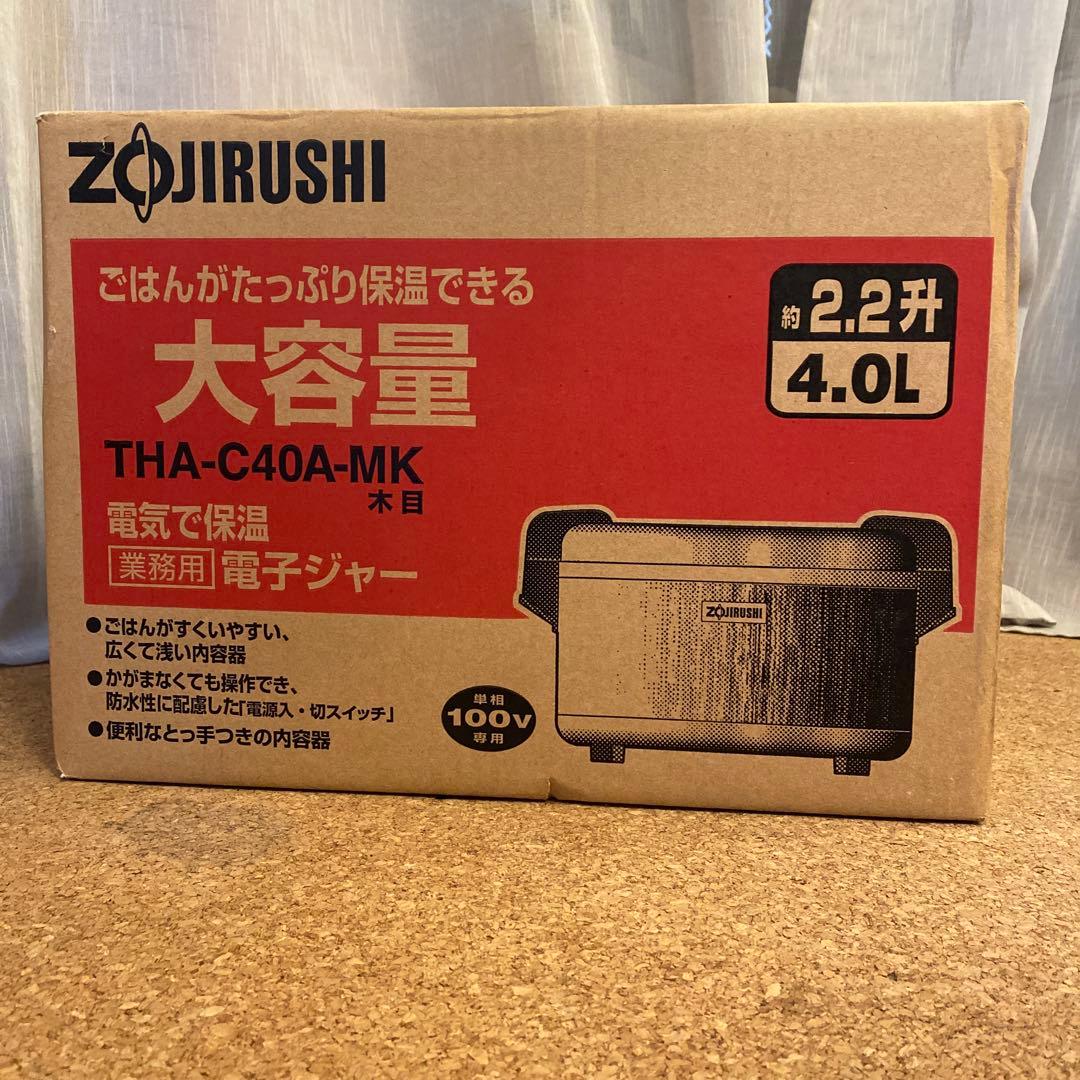 ZOJIRUSHI
ごはんがたっぷり保温できる
大容量
約 2.2升
4.0L
THA-C40A-MK
木目
電気で保温
業務用 電子ジャー
ZOJIRUSHI
●ごはんがすくいやすい、
広くて浅い内容器
●かがまなくても操作でき、
防水性に配慮した「電源入・切スイッチ」
●便利なとっ手つきの内容器
単相
100V
専用